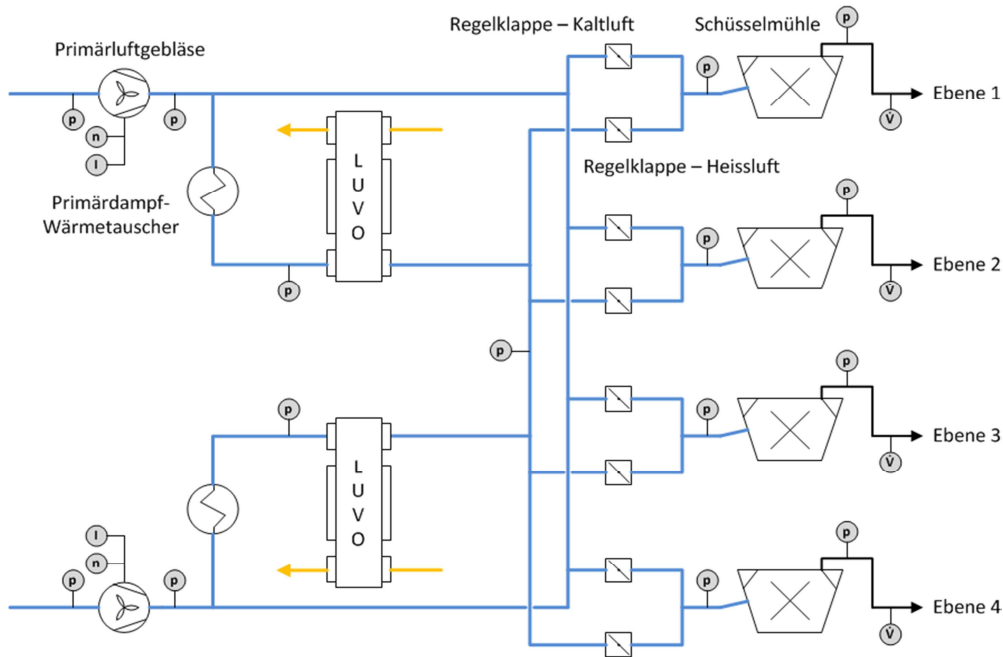 Regelklappe – Kaltluft
Schüsselmühle
p
Primärluftgebläse
p
Ebene 1
p
p
V̇
n
p
I
L
U
V
O
Regelklappe – Heissluft
Primärdampf-
Wärmetauscher
p
p
Ebene 2
p
V̇
p
p
p
p
Ebene 3
V̇
L
U
V
O
I
p
n
p
p
p
Ebene 4
V̇